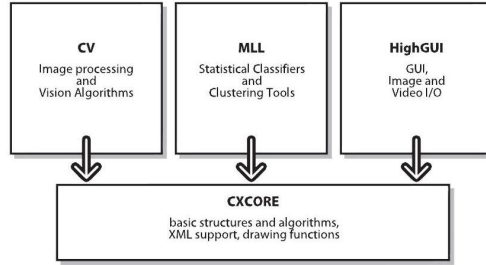 CV
Image processing
and
Vision Algorithms
MLL
Statistical Classifiers
and
Clustering Tools
HighGUI
GUI,
Image and
Video I/O
CXCORE
basic structures and algorithms,
XML support, drawing functions